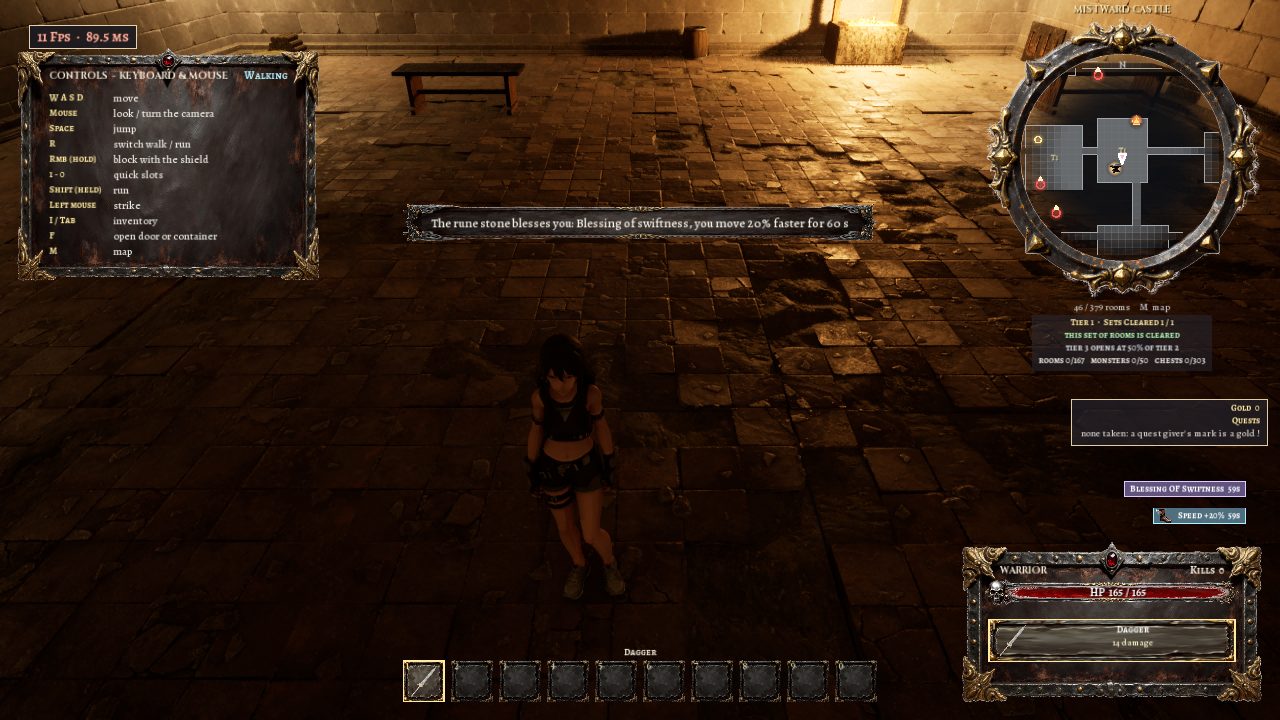 MISTWARD CASTLE
11 FPS · 89.5 MS
CONTROLS - KEYBOARD & MOUSE WALKING
W A S D move
MOUSE look / turn the camera
SPACE jump
R switch walk / run
RMB (HOLD) block with the shield
1 - 0 quick slots
SHIFT (HELD) run
LEFT MOUSE strike
I / TAB inventory
F open door or container
M map
N
T1
The rune stone blesses you: Blessing of swiftness, you move 20% faster for 60 s
46 / 379 rooms M map
TIER 1 · SETS CLEARED 1 / 1
THIS SET OF ROOMS IS CLEARED
TIER 3 OPENS AT 50% OF TIER 2
ROOMS 0/167 MONSTERS 0/50 CHESTS 0/303
GOLD 0
QUESTS
none taken: a quest giver's mark is a gold !
BLESSING OF SWIFTNESS 59S
SPEED +20% 59S
WARRIOR KILLS 0
HP 165 / 165
DAGGER
14 damage
DAGGER